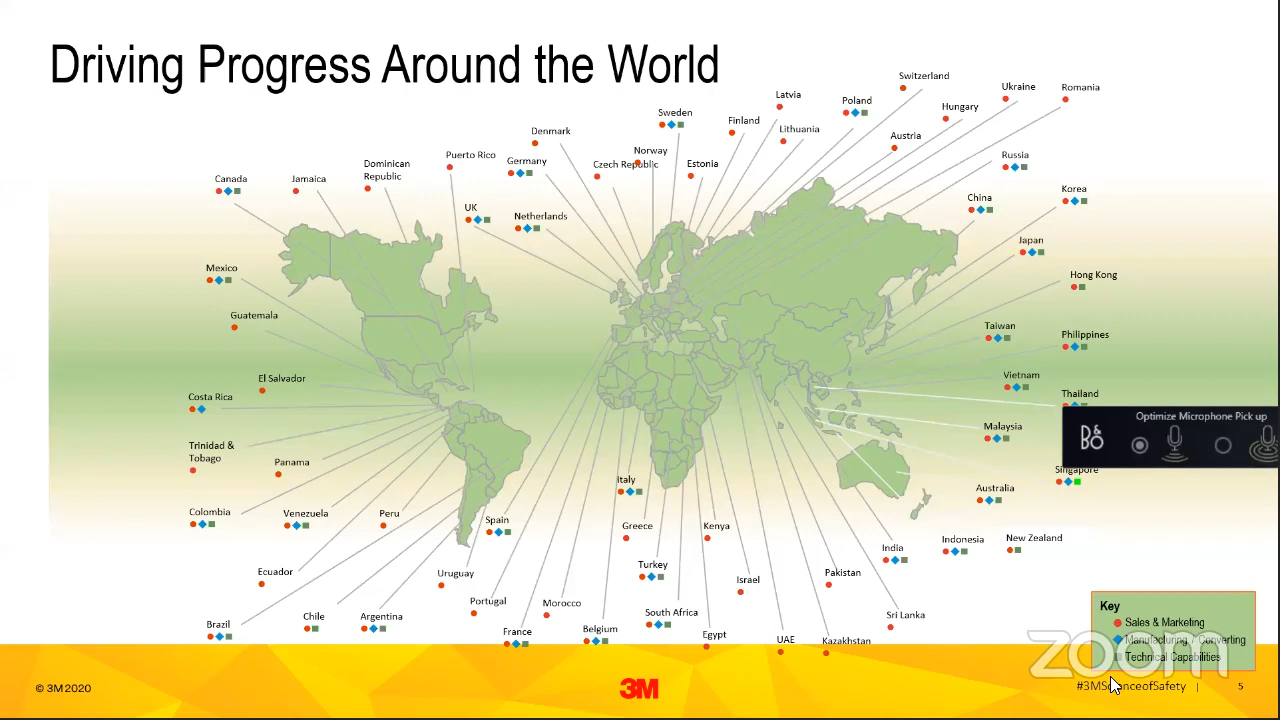 Driving Progress Around the World
Switzerland
Ukraine
Romania
Latvia
Poland
Hungary
Sweden
Finland
Lithuania
Austria
Denmark
Norway
Puerto Rico
Germany
Czech Republic
Estonia
Russia
Dominican
Republic
Canada
Jamaica
China
Korea
UK
Netherlands
Japan
Mexico
Hong Kong
Guatemala
Taiwan
Philippines
El Salvador
Vietnam
Costa Rica
Thailand
Optimize Microphone Pick up
B&O
Malaysia
Trinidad &
Tobago
Panama
Singapore
Italy
Australia
Colombia
Venezuela
Peru
Spain
Greece
Kenya
India
Indonesia
New Zealand
Ecuador
Uruguay
Turkey
Israel
Pakistan
Portugal
Morocco
South Africa
Sri Lanka
Brazil
Chile
Argentina
France
Belgium
Egypt
UAE
Kazakhstan
Key
Sales & Marketing
Manufacturing / Converting
Technical Capabilities
zoom
© 3M 2020
3M
#3MScienceofSafety |
5